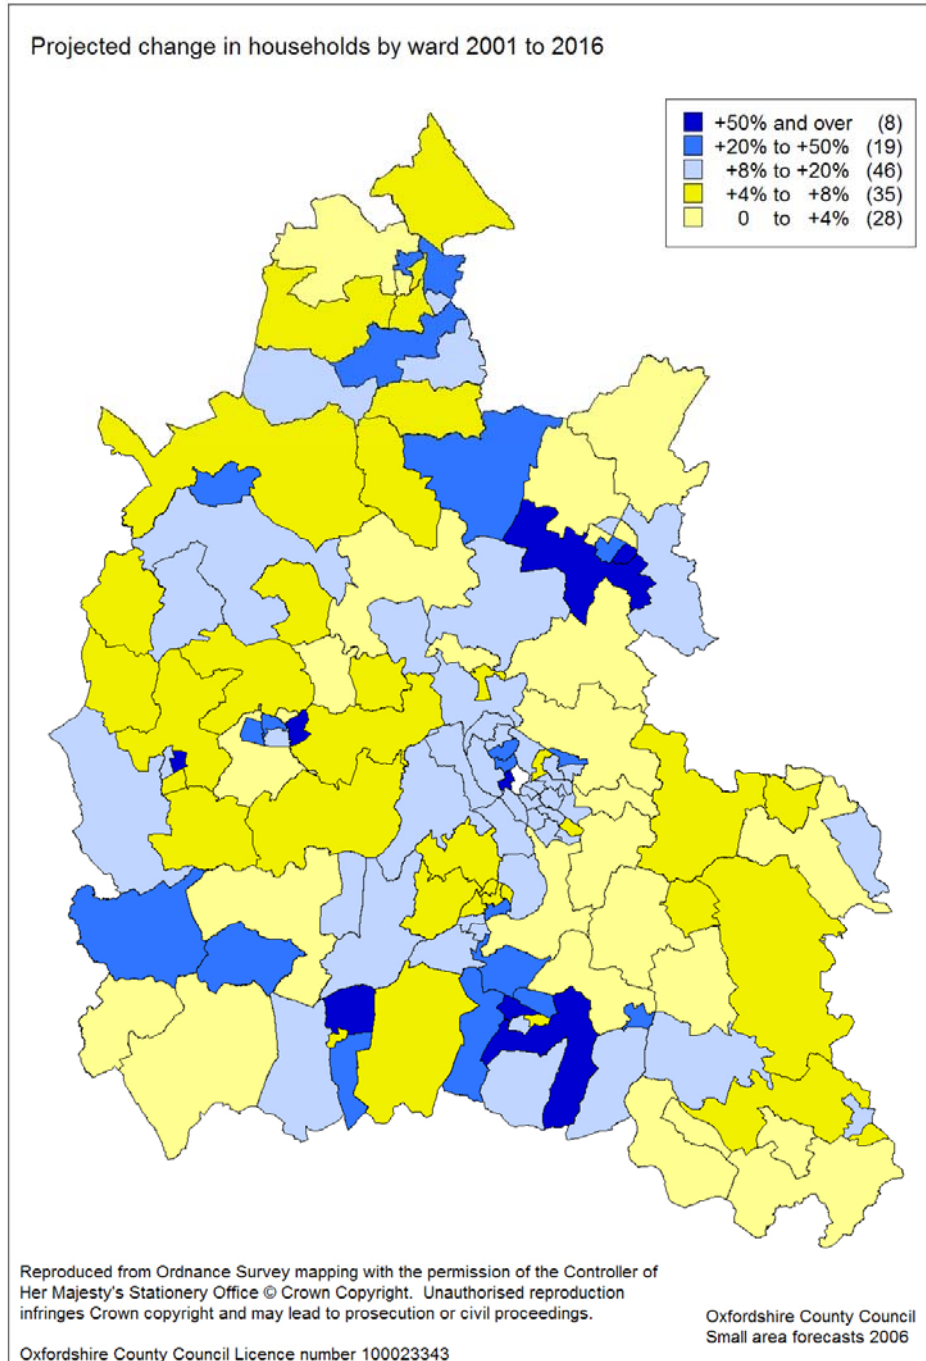 Projected change in households by ward 2001 to 2016
+50% and over (8)
+20% to +50% (19)
+8% to +20% (46)
+4% to +8% (35)
0 to +4% (28)
Reproduced from Ordnance Survey mapping with the permission of the Controller of
Her Majesty's Stationery Office © Crown Copyright. Unauthorised reproduction
infringes Crown copyright and may lead to prosecution or civil proceedings.
Oxfordshire County Council Licence number 100023343
Oxfordshire County Council
Small area forecasts 2006